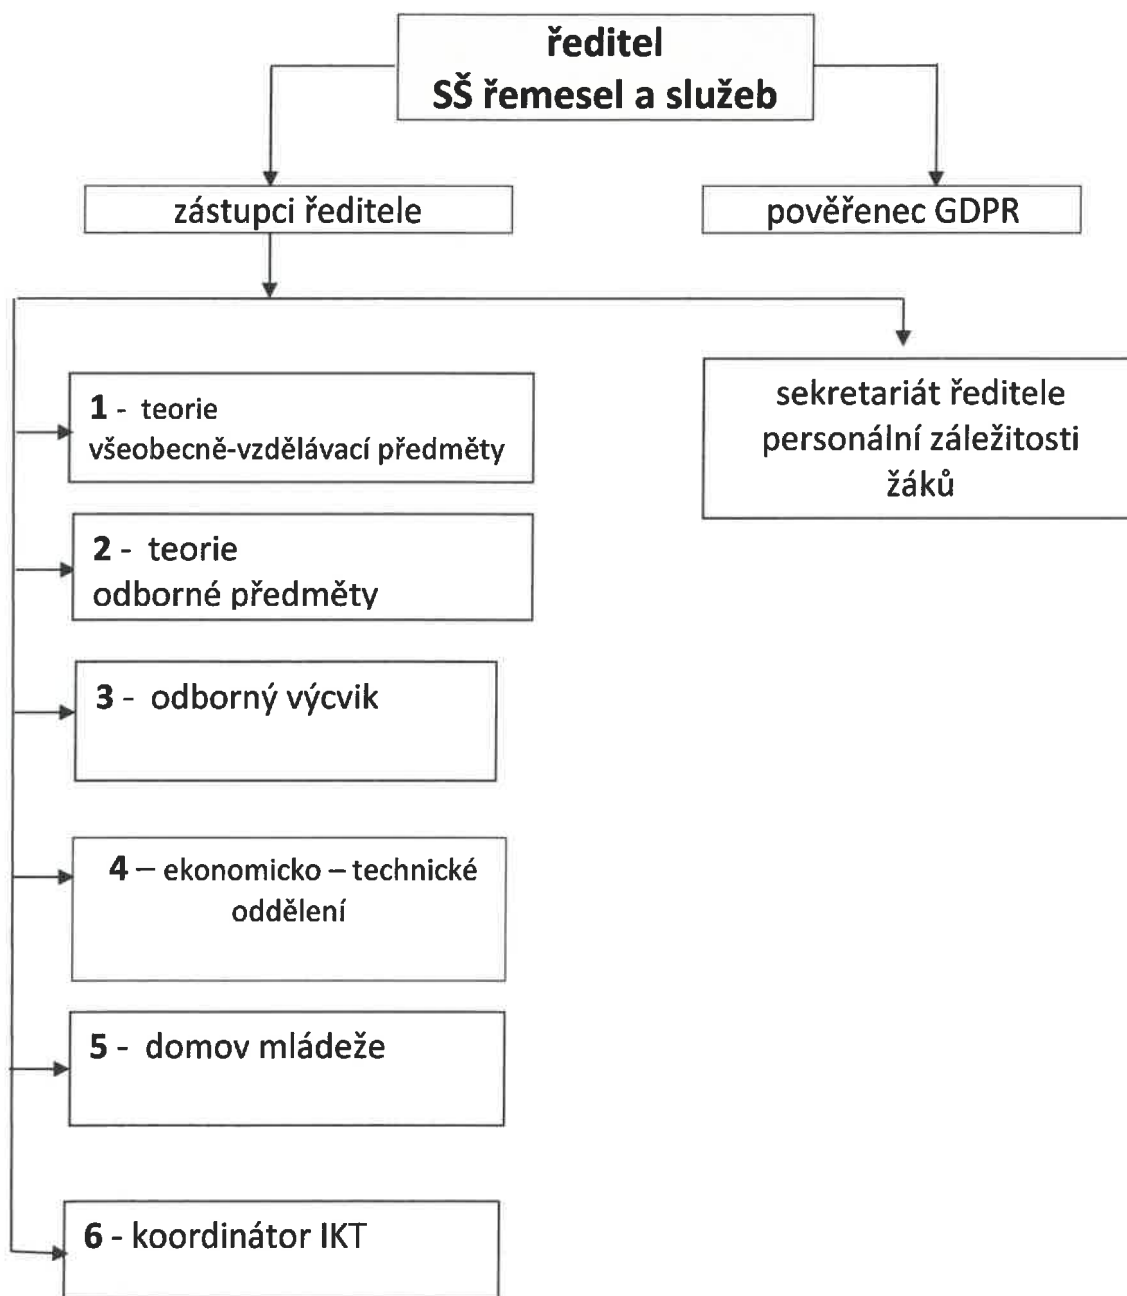 ředitel
SŠ řemesel a služeb
zástupci ředitele
pověřenec GDPR
1 - teorie
všeobecně-vzdělávací předměty
sekretariát ředitele
personální záležitosti
žáků
2 - teorie
odborné předměty
3 - odborný výcvik
4 – ekonomicko – technické
oddělení
5 - domov mládeže
6 - koordinátor IKT